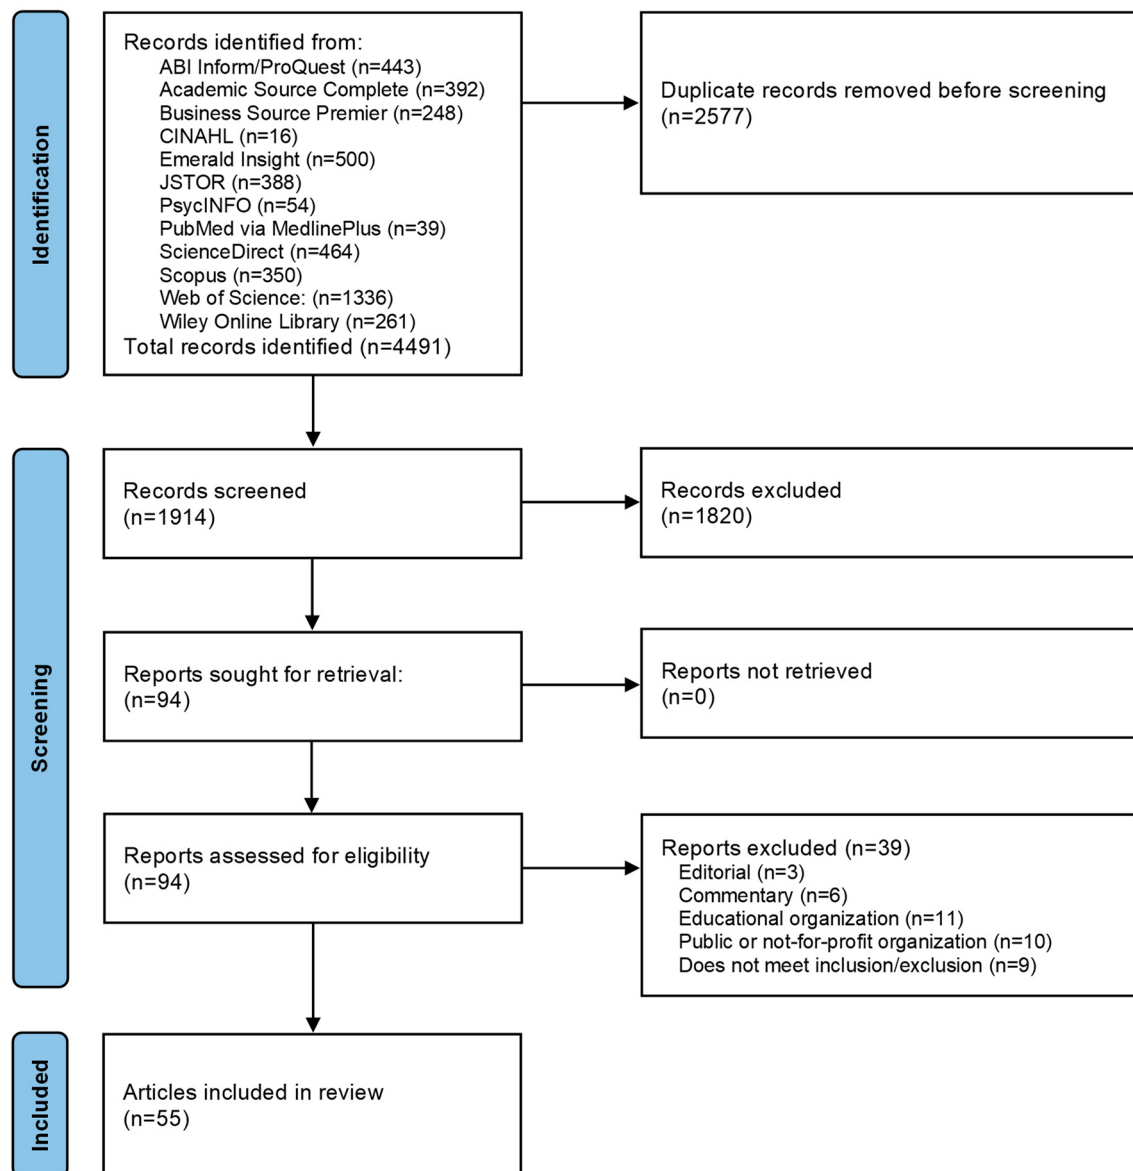 Identification
Records identified from:
ABI Inform/ProQuest (n=443)
Academic Source Complete (n=392)
Business Source Premier (n=248)
CINAHL (n=16)
Emerald Insight (n=500)
JSTOR (n=388)
PsycINFO (n=54)
PubMed via MedlinePlus (n=39)
ScienceDirect (n=464)
Scopus (n=350)
Web of Science: (n=1336)
Wiley Online Library (n=261)
Total records identified (n=4491)
Duplicate records removed before screening
(n=2577)
Screening
Records screened
(n=1914)
Records excluded
(n=1820)
Reports sought for retrieval:
(n=94)
Reports not retrieved
(n=0)
Reports assessed for eligibility
(n=94)
Reports excluded (n=39)
Editorial (n=3)
Commentary (n=6)
Educational organization (n=11)
Public or not-for-profit organization (n=10)
Does not meet inclusion/exclusion (n=9)
Included
Articles included in review
(n=55)